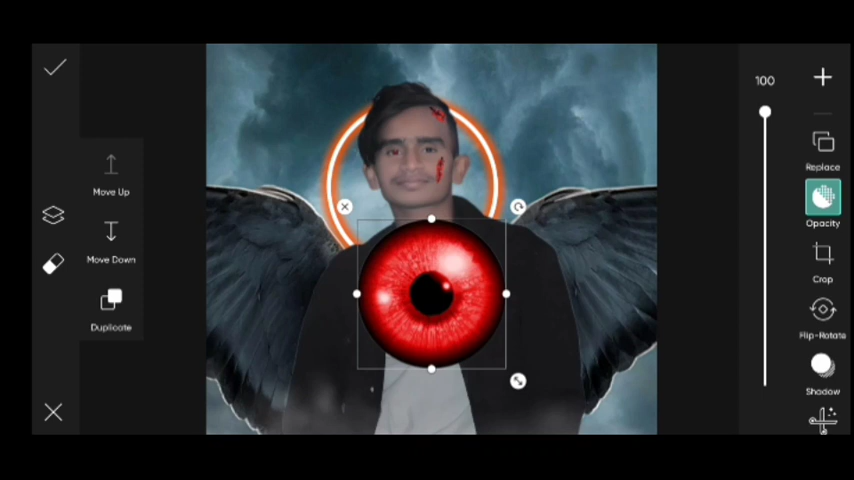 Move Up
Move Down
Duplicate
100
Replace
Opacity
Crop
Flip-Rotate
Shadow